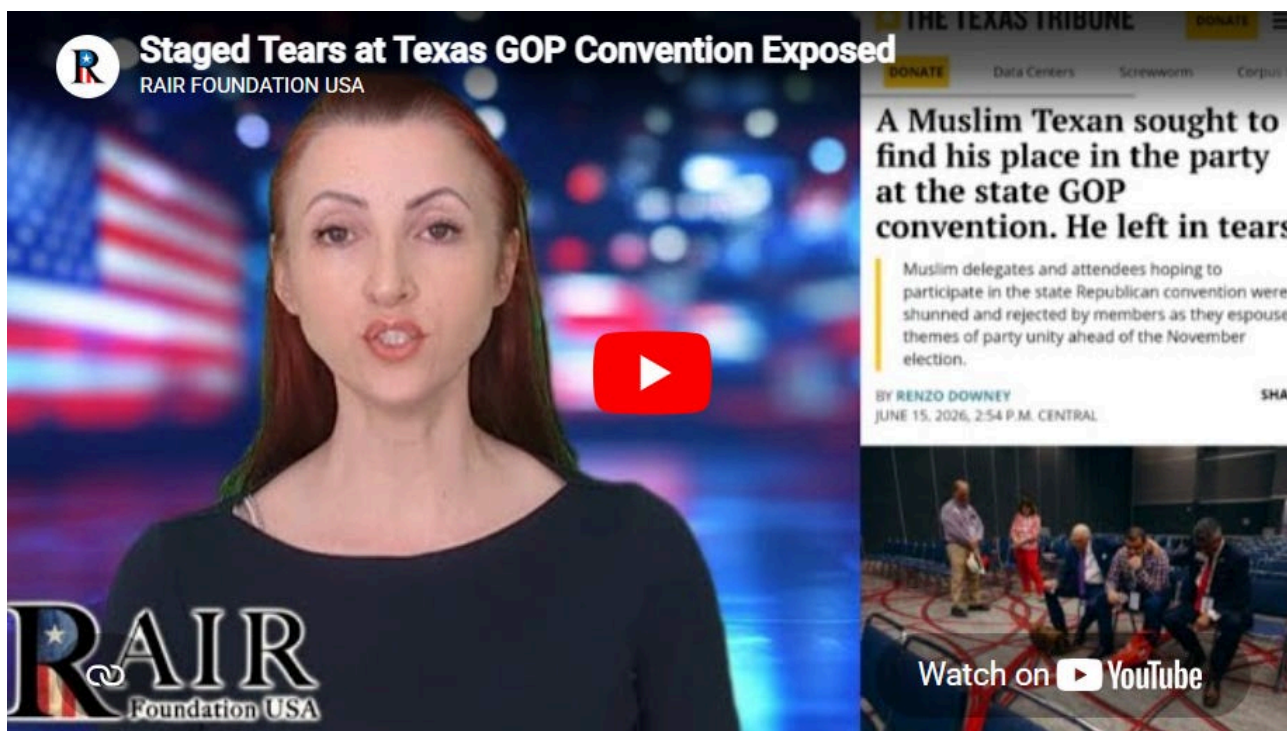 Staged Tears at Texas GOP Convention Exposed
RAIR FOUNDATION USA
THE TEXAS TRIBUNE
DONATE
DONATE
Data Centers
Screwworm
Corpus
A Muslim Texan sought to
find his place in the party
at the state GOP
convention. He left in tears
Muslim delegates and attendees hoping to
participate in the state Republican convention were
shunned and rejected by members as they espouse
themes of party unity ahead of the November
election.
BY RENZO DOWNEY
SHA
JUNE 15, 2026, 2:54 P.M. CENTRAL
RAIR
Foundation USA
Watch on YouTube